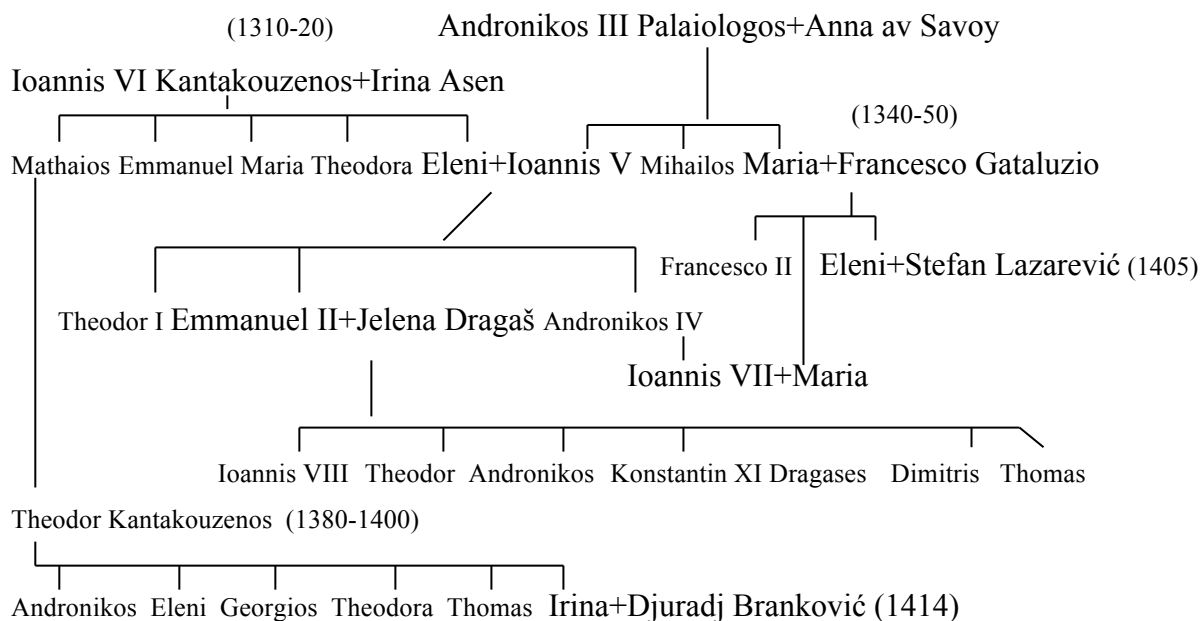 (1310-20) Andronikos III Palaiologos+Anna av Savoy
Ioannis VI Kantakouzenos+Irina Asen
(1340-50)
Mathaios Emmanuel Maria Theodora Eleni+Ioannis V Mihailos Maria+Francesco Gataluzio
Francesco II Eleni+Stefan Lazarević (1405)
Theodor I Emmanuel II+Jelena Dragaš Andronikos IV
Ioannis VII+Maria
Ioannis VIII Theodor Andronikos Konstantin XI Dragases Dimitris Thomas
Theodor Kantakouzenos (1380-1400)
Andronikos Eleni Georgios Theodora Thomas Irina+Djuradj Branković (1414)